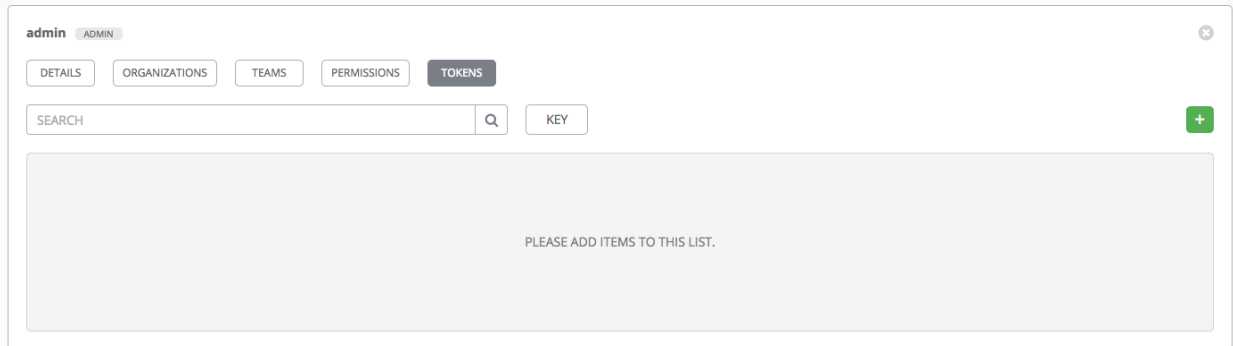 admin ADMIN
DETAILS ORGANIZATIONS TEAMS PERMISSIONS TOKENS
SEARCH KEY +
PLEASE ADD ITEMS TO THIS LIST.